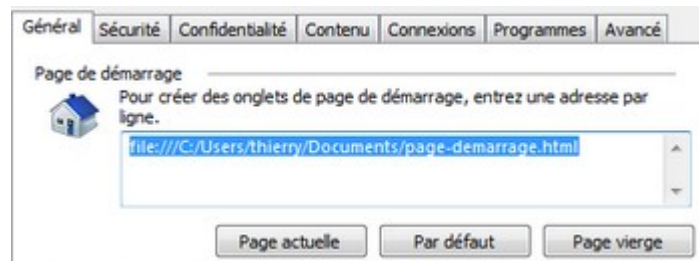 Général Sécurité Confidentialité Contenu Connexions Programmes Avancé
Page de démarrage
Pour créer des onglets de page de démarrage, entrez une adresse par
ligne.
file:///C:/Users/thierry/Documents/page-demarrage.html
Page actuelle Par défaut Page vierge